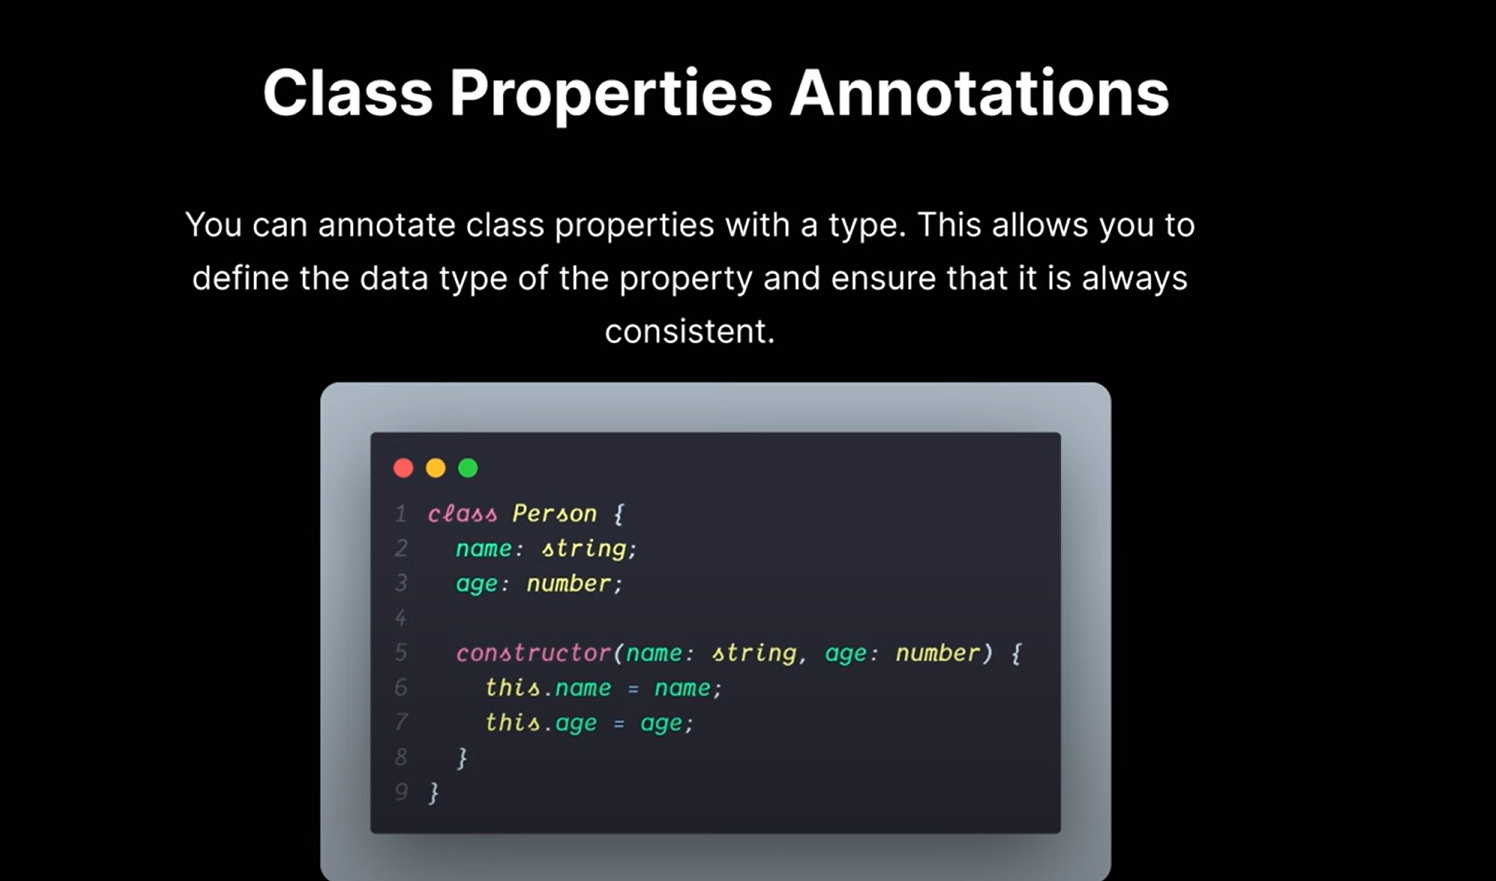 Class Properties Annotations
You can annotate class properties with a type. This allows you to
define the data type of the property and ensure that it is always
consistent.
1 class Person {
2   name: string;
3   age: number;
4
5   constructor(name: string, age: number) {
6     this.name = name;
7     this.age = age;
8   }
9 }